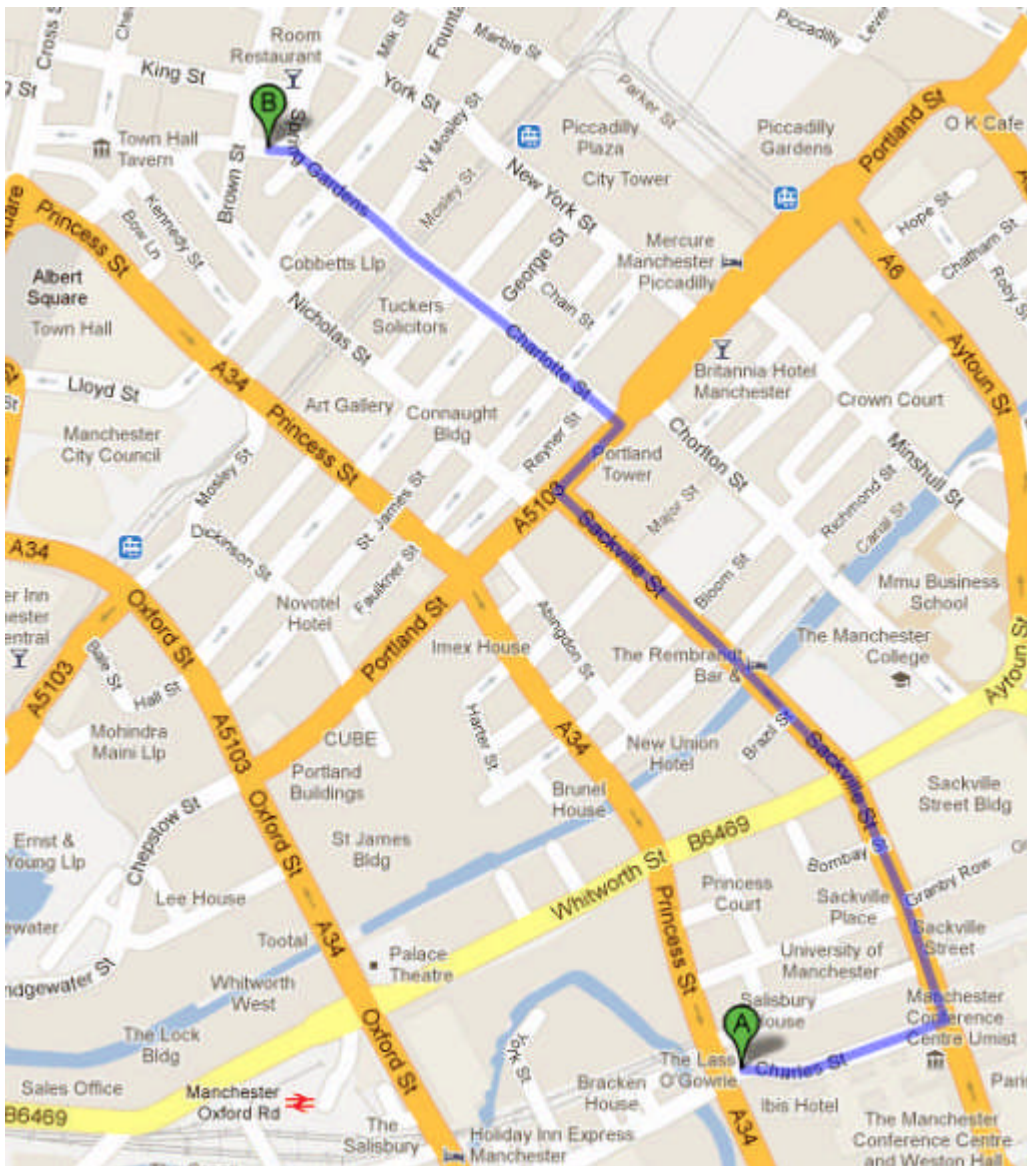 Cross St
Room
Restaurant
Milk St
Marble St
Piccadilly
King St
York St
Parker St
Portland St
B
Town Hall
Tavern
Spring Gardens
W Mosley St
Piccadilly
Plaza
Piccadilly
Gardens
O K Cafe
Brown St
Mosley St
City Tower
New York St
Hope St
Kennedy St
Bow Ln
Princess St
Cobbetts Llp
George St
Mercure
Manchester
Piccadilly
A6
Chatham St
Albert
Square
Town Hall
Nicholas St
Tuckers
Solicitors
Chain St
Charlotte St
Aytoun St
Lloyd St
A34
Britannia Hotel
Manchester
St
Art Gallery
Connaught
Bldg
Crown Court
Manchester
City Council
Princess St
Reyner St
Portland
Tower
Chorlton St
Minshull St
Mosley St
A5103
Major St
Richmond St
Canal St
A34
Dickinson St
St James St
Sackville St
Faulkner St
Bloom St
Mmu Business
School
Oxford St
Novotel
Hotel
Portland St
Imex House
Abingdon St
The Manchester
College
A5103
Bale St
Hall St
The Rembrandt
Bar &
Aytoun St
Mohindra
Maini Llp
A5103
CUBE
Harter St
A34
New Union
Hotel
Brazil St
Portland
Buildings
Brunel
House
Sackville St
Sackville
Street Bldg
Ernst &
Young Llp
Chepstow St
Oxford St
St James
Bldg
B6469
Bombay St
Lee House
Whitworth St
Princess
Court
Sackville
Place
Granby Row
Tootal
A34
Palace
Theatre
Princess St
University of
Manchester
Sackville
Street
Whitworth
West
Salisbury
House
Manchester
Conference
Centre Umist
The Lock
Bldg
Oxford St
York St
A
The Lass
O'Gowrie
Charles St
Sales Office
Manchester
Oxford Rd
Bracken
House
Ibis Hotel
B6469
The
Salisbury
Holiday Inn Express
Manchester
A34
The Manchester
Conference Centre
and Weston Hall